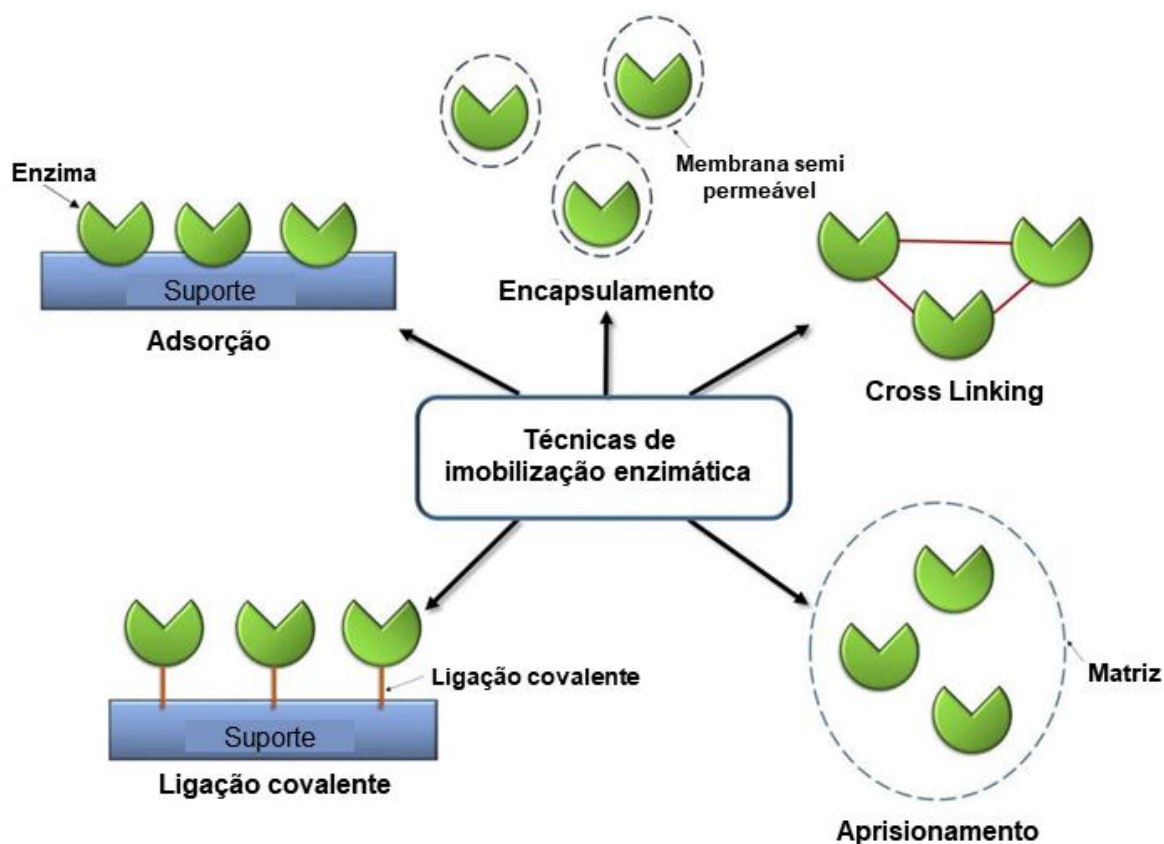 Enzima
Suporte
Adsorção
Membrana semi
permeável
Encapsulamento
Cross Linking
Técnicas de
imobilização enzimática
Ligação covalente
Suporte
Ligação covalente
Matriz
Aprisionamento